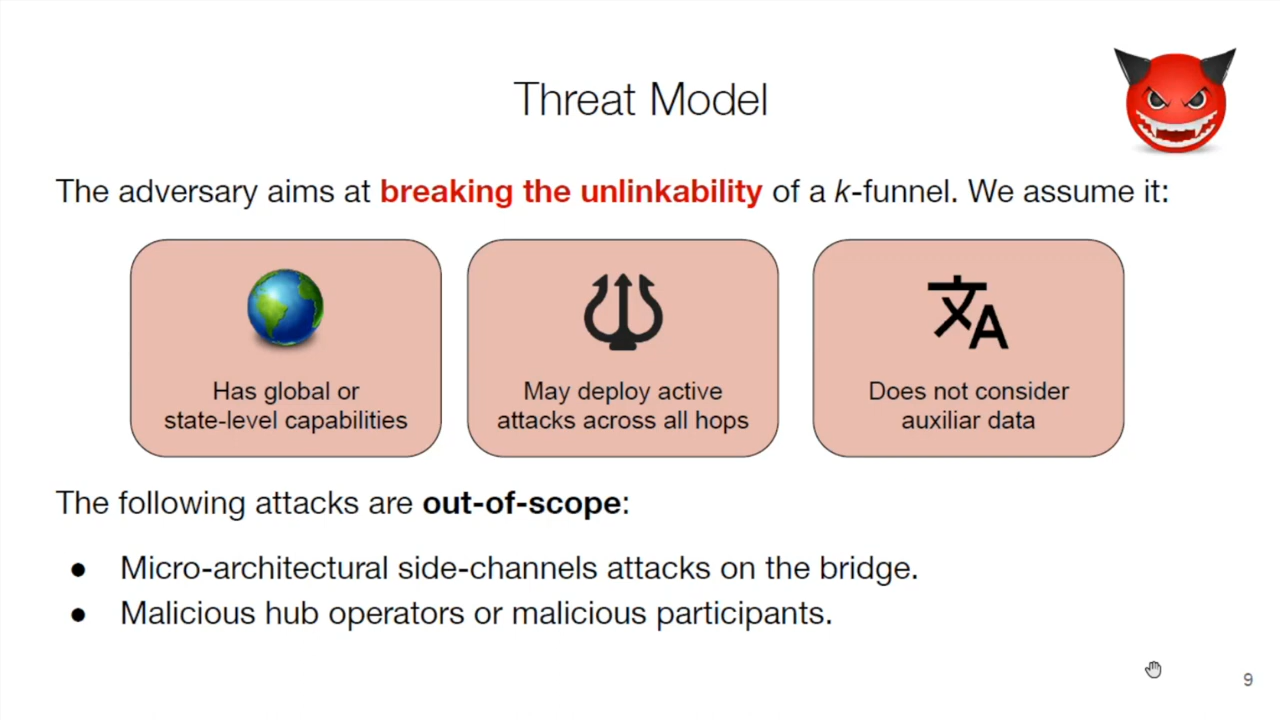 Threat Model
The adversary aims at breaking the unlinkability of a k-funnel. We assume it:
Has global or
state-level capabilities
May deploy active
attacks across all hops
文A
Does not consider
auxiliar data
The following attacks are out-of-scope:
● Micro-architectural side-channels attacks on the bridge.
● Malicious hub operators or malicious participants.
9